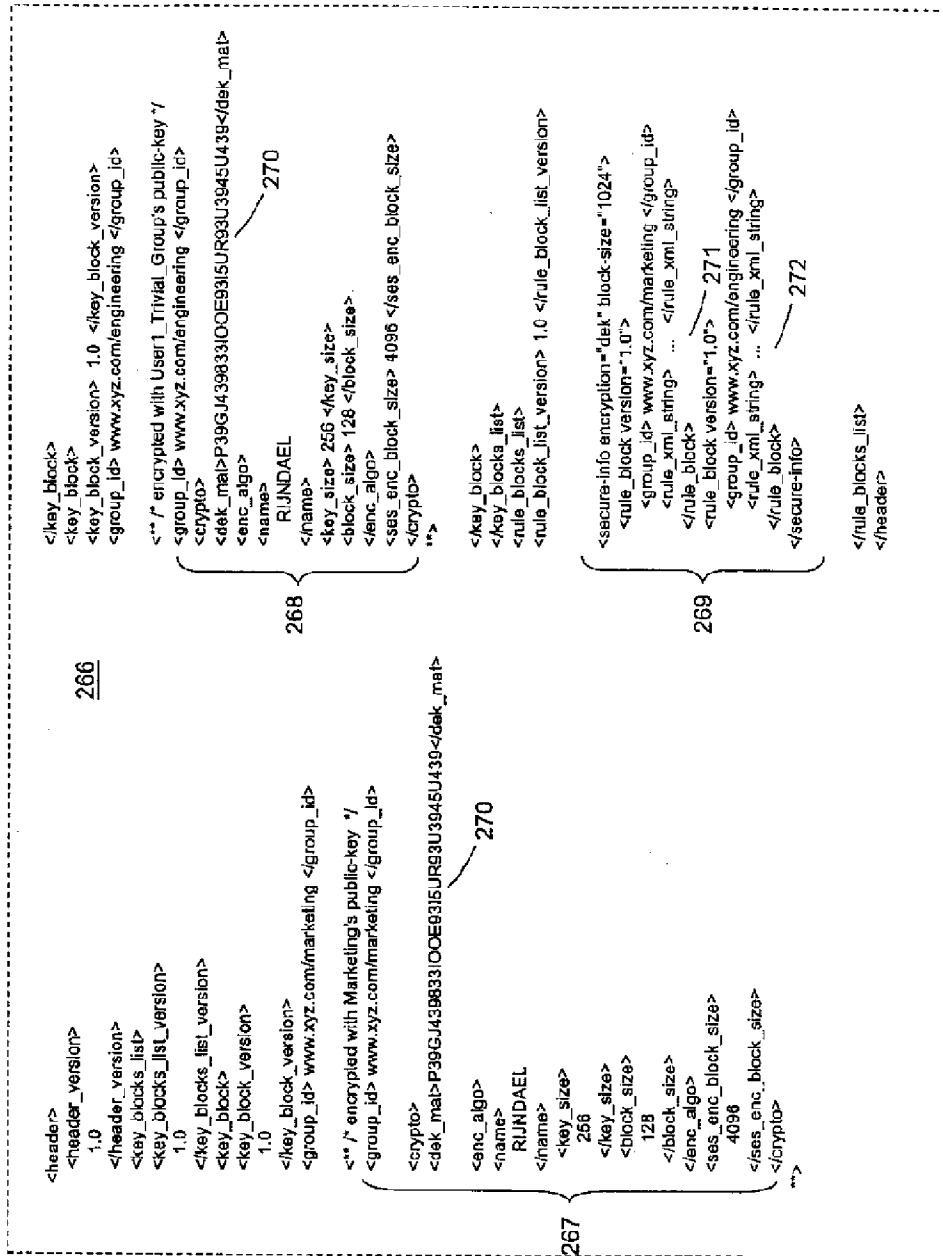 266
<header>
<header_version>
1.0
</header_version>
<key_blocks_list>
<key_blocks_list_version>
1.0
</key_blocks_list_version>
<key_block>
<key_block_version>
1.0
</key_block_version>
<group_id> www.xyz.com/marketing </group_id>
<** /* encrypted with Marketing's public-key */
<group_id> www.xyz.com/marketing </group_id>
<crypto>
<dek_mat>P39GJ439833IOOE93I5UR93U3945U439</dek_mat>
270
<enc_algo>
<name>
RIJNDAEL
</name>
<key_size>
256
</key_size>
<block_size>
128
</block_size>
</enc_algo>
<ses_enc_block_size>
4096
</ses_enc_block_size>
</crypto>
**>
267
</key_block>
<key_block>
<key_block_version> 1.0 </key_block_version>
<group_id> www.xyz.com/engineering </group_id>
<** /* encrypted with User1_Trivial_Group's public-key */
<group_id> www.xyz.com/engineering </group_id>
<crypto>
<dek_mat>P39GJ439833IOOE93I5UR93U3945U439</dek_mat>
270
<enc_algo>
<name>
RIJNDAEL
</name>
<key_size> 256 </key_size>
<block_size> 128 </block_size>
</enc_algo>
<ses_enc_block_size> 4096 </ses_enc_block_size>
</crypto>
**>
268
</key_block>
</key_blocks_list>
<rule_blocks_list>
<rule_block_list_version> 1.0 </rule_block_list_version>
<secure-info encryption="dek" block-size="1024">
<rule_block version="1.0">
<group_id> www.xyz.com/marketing </group_id>
<rule_xml_string> ... </rule_xml_string>
</rule_block>
271
<rule_block version="1.0">
<group_id> www.xyz.com/engineering </group_id>
<rule_xml_string> ... </rule_xml_string>
</rule_block>
272
</secure-info>
269
</rule_blocks_list>
</header>